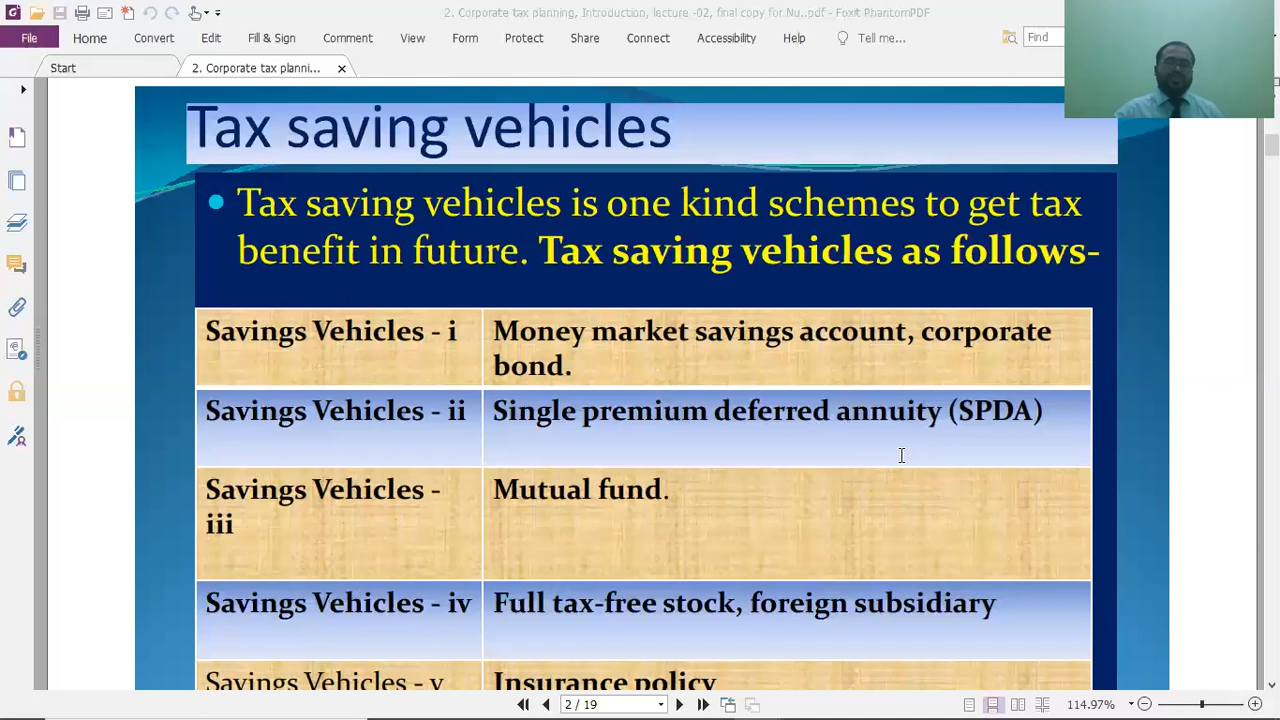 2. Corporate tax planning, Introduction, lecture -02, final copy for Nu..pdf - Foxit PhantomPDF
File Home Convert Edit Fill & Sign Comment View Form Protect Share Connect Accessibility Help Tell me... Find
Start 2. Corporate tax planni...
Tax saving vehicles
Tax saving vehicles is one kind schemes to get tax
benefit in future. Tax saving vehicles as follows-
Savings Vehicles - i Money market savings account, corporate
bond.
Savings Vehicles - ii Single premium deferred annuity (SPDA)
Savings Vehicles - Mutual fund.
iii
Savings Vehicles - iv Full tax-free stock, foreign subsidiary
Savings Vehicles - v Insurance policy
2 / 19 114.97%